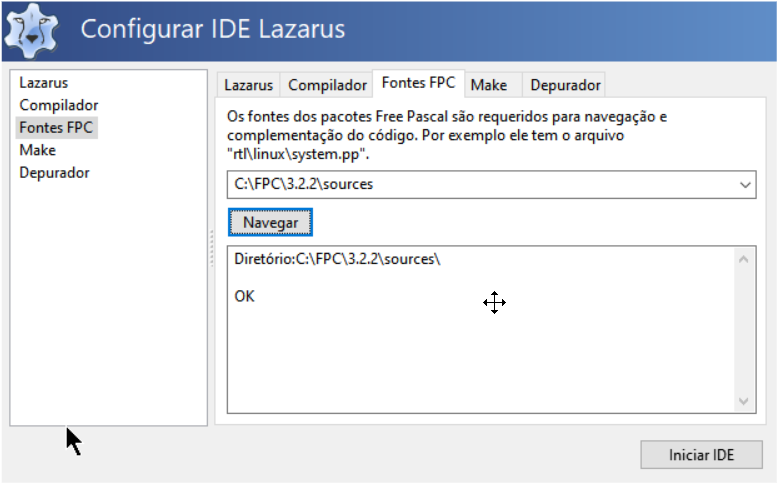 Configurar IDE Lazarus
Lazarus
Compilador
Fontes FPC
Make
Depurador
Lazarus Compilador Fontes FPC Make Depurador
Os fontes dos pacotes Free Pascal são requeridos para navegação e
complementação do código. Por exemplo ele tem o arquivo
"rtl\linux\system.pp".
C:\FPC\3.2.2\sources
Navegar
Diretório:C:\FPC\3.2.2\sources\
OK
Iniciar IDE